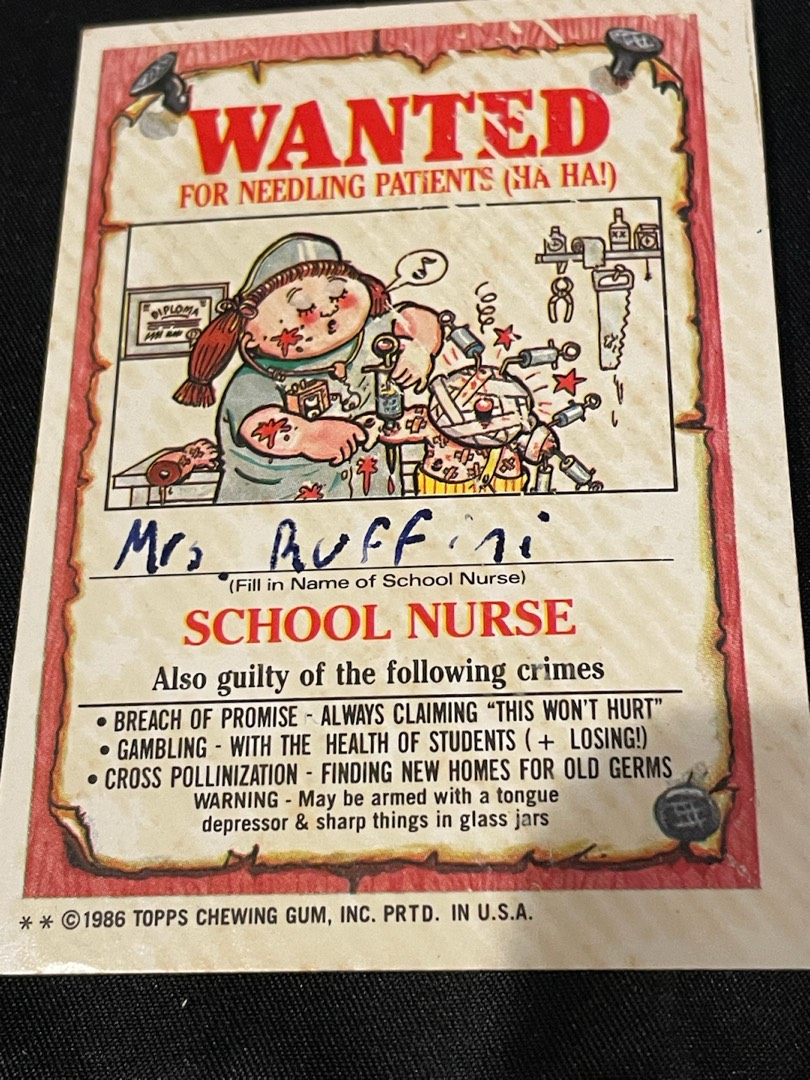 WANTED
FOR NEEDLING PATIENTS (HA HA!)
DIPLOMA
XX
Mrs. Ruffini
(Fill in Name of School Nurse)
SCHOOL NURSE
Also guilty of the following crimes
• BREACH OF PROMISE - ALWAYS CLAIMING "THIS WON'T HURT"
• GAMBLING - WITH THE HEALTH OF STUDENTS (+ LOSING!)
• CROSS POLLINIZATION - FINDING NEW HOMES FOR OLD GERMS
WARNING - May be armed with a tongue
depressor & sharp things in glass jars
** ©1986 TOPPS CHEWING GUM, INC. PRTD. IN U.S.A.